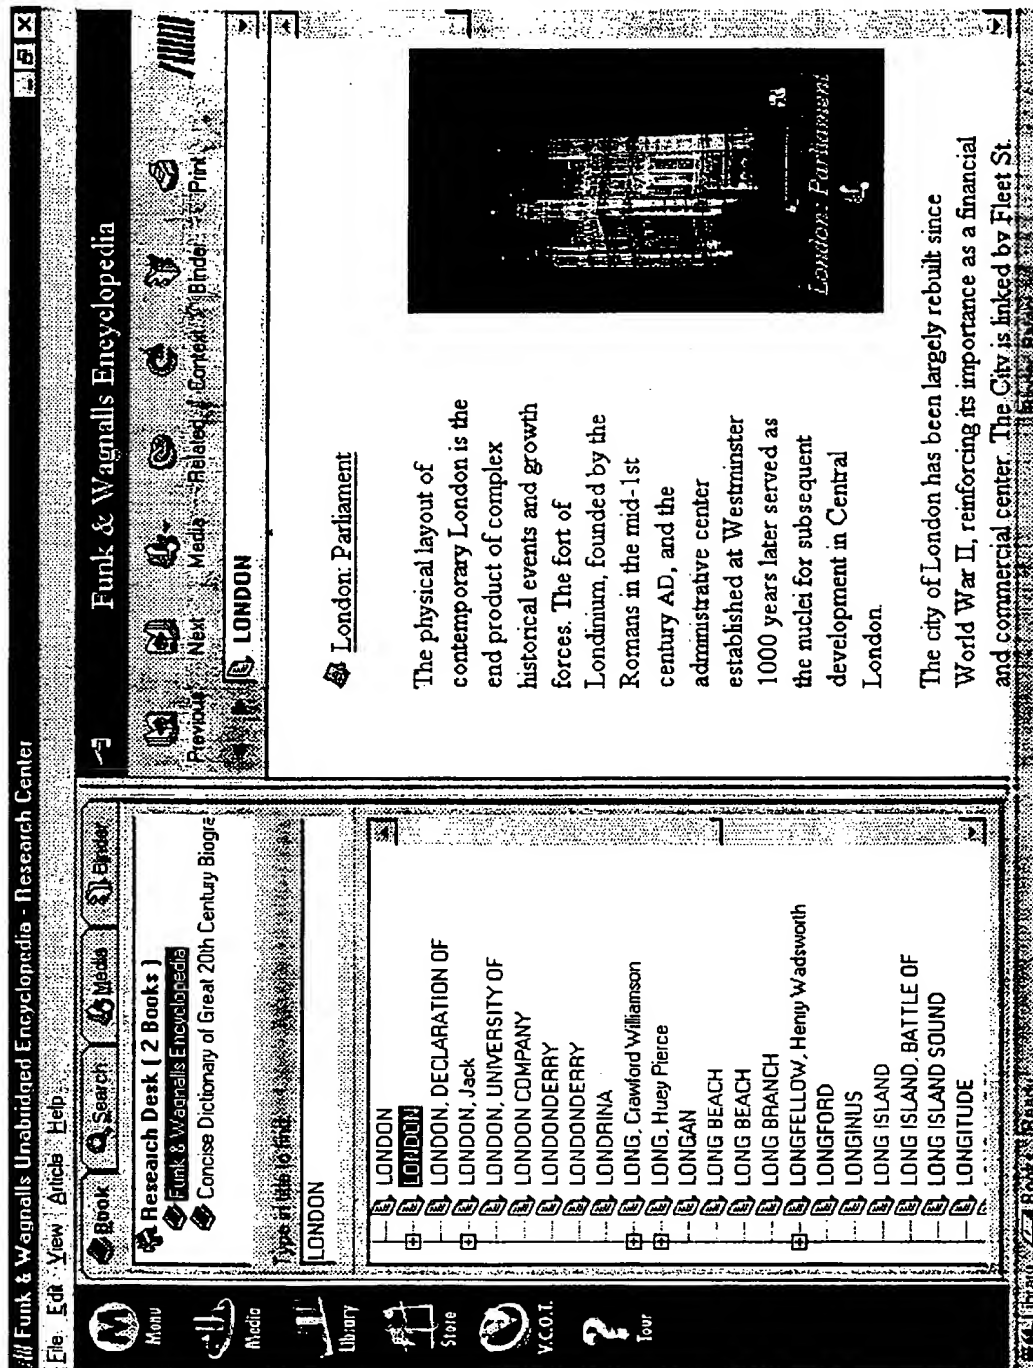 Funk & Wagnalls Unabridged Encyclopedia - Research Center
File Edit View Article Help
Menu
Media
Library
Store
V.C.O.T.
Tour
Book Search Media Binder
Research Desk ( 2 Books )
Funk & Wagnalls Encyclopedia
Concise Dictionary of Great 20th Century Biogra
Type in title to find
LONDON
LONDON
LONDON
LONDON, DECLARATION OF
LONDON, Jack
LONDON, UNIVERSITY OF
LONDON COMPANY
LONDONDERRY
LONDONDERRY
LONDRINA
LONG, Crawford Williamson
LONG, Huey Pierce
LONGAN
LONG BEACH
LONG BEACH
LONG BRANCH
LONGFELLOW, Henry Wadsworth
LONGFORD
LONGINUS
LONG ISLAND
LONG ISLAND, BATTLE OF
LONG ISLAND SOUND
LONGITUDE
Funk & Wagnalls Encyclopedia
Previous Next Media Related Context Binder Print
LONDON
London: Parliament
The physical layout of
contemporary London is the
end product of complex
historical events and growth
forces. The fort of
Londinium, founded by the
Romans in the mid-1st
century AD, and the
administrative center
established at Westminster
1000 years later served as
the nuclei for subsequent
development in Central
London.
London: Parliament
The city of London has been largely rebuilt since
World War II, reinforcing its importance as a financial
and commercial center. The City is linked by Fleet St.